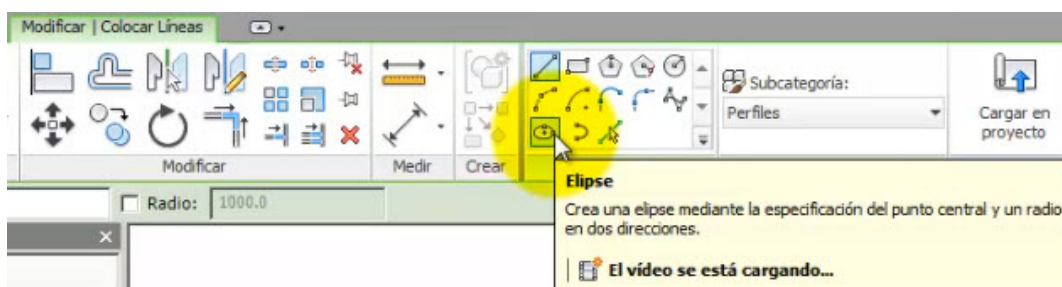 Modificar | Colocar Líneas
Subcategoría:
Perfiles
Cargar en
proyecto
Modificar
Medir
Crear
Radio: 1000.0
Elipse
Crea una elipse mediante la especificación del punto central y un radio
en dos direcciones.
El vídeo se está cargando...